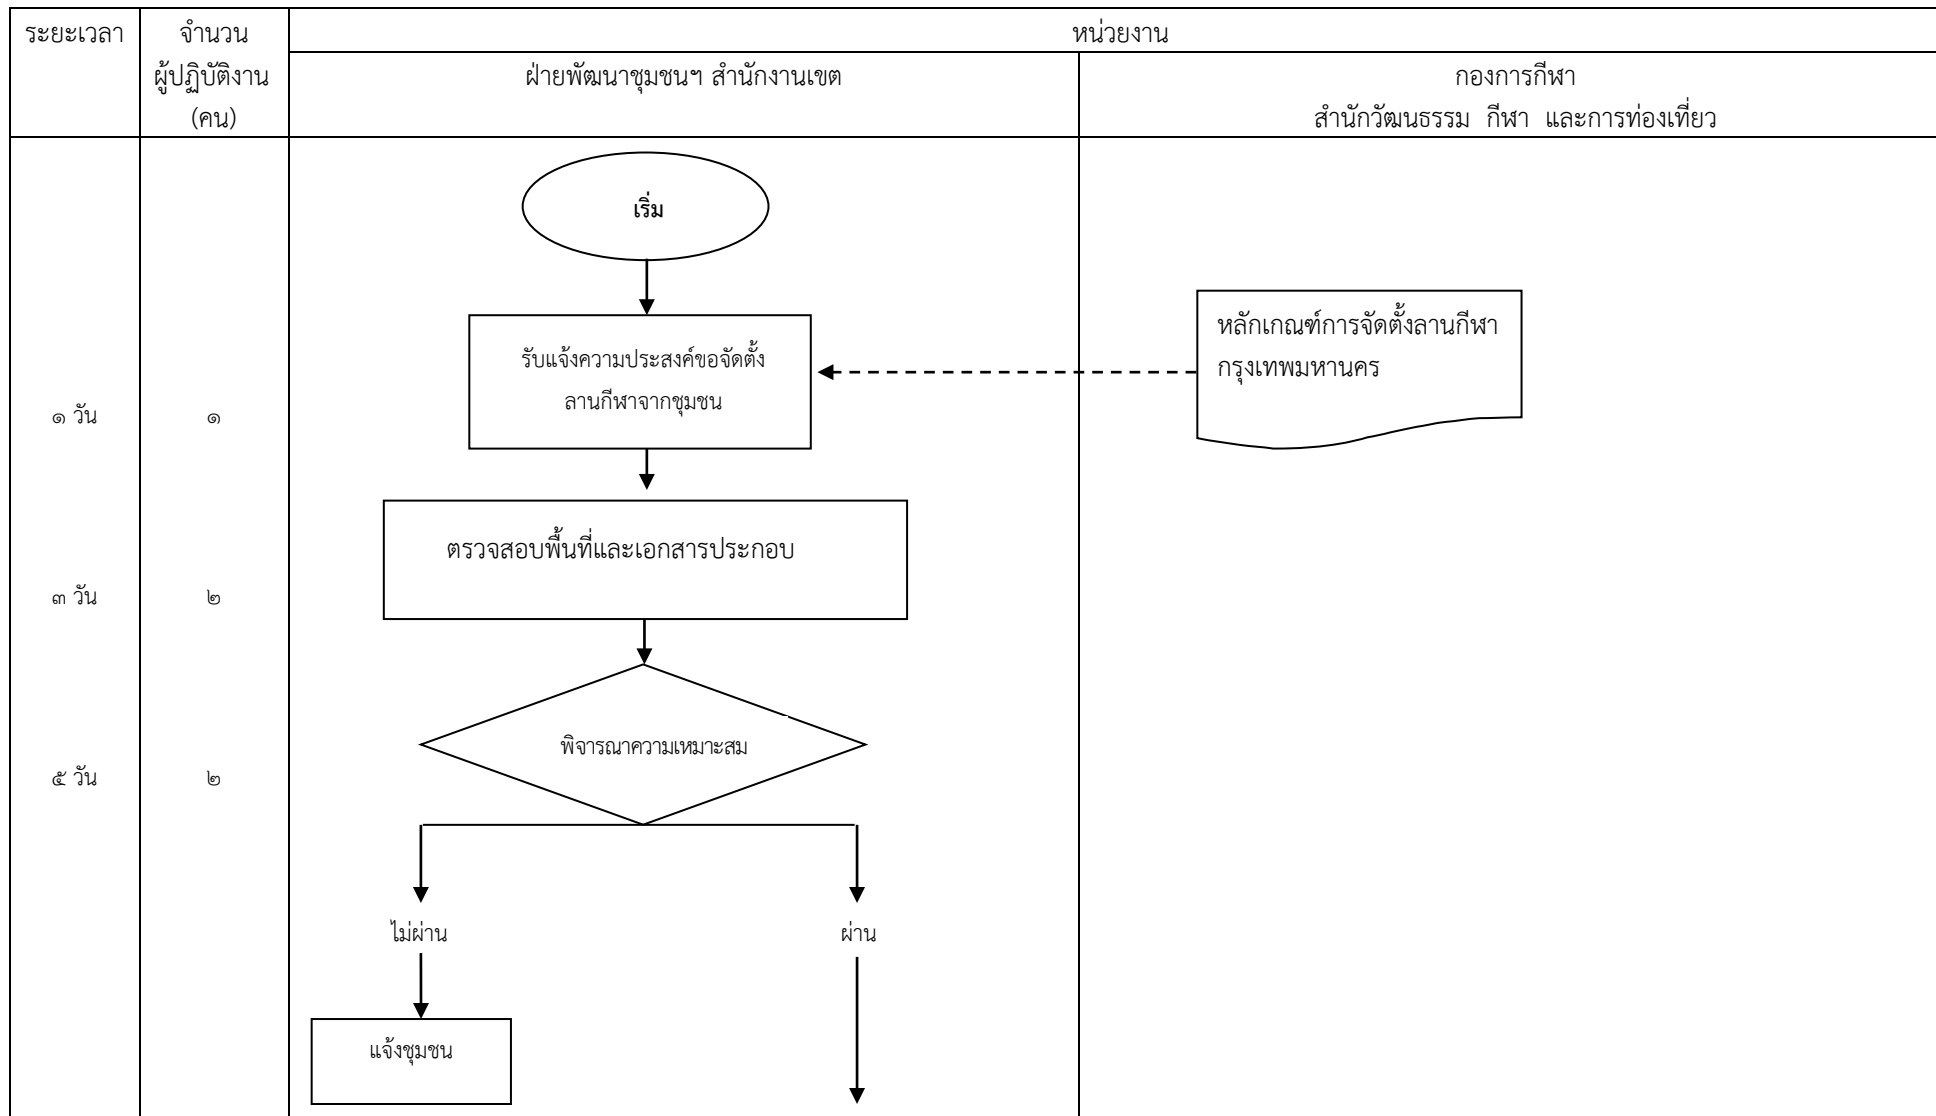 ระยะเวลา
จำนวน
ผู้ปฏิบัติงาน
(คน)
หน่วยงาน
ฝ่ายพัฒนาชุมชนฯ สำนักงานเขต
กองการกีฬา
สำนักวัฒนธรรม กีฬา และการท่องเที่ยว
เริ่ม
รับแจ้งความประสงค์ขอจัดตั้ง
ลานกีฬาจากชุมชน
หลักเกณฑ์การจัดตั้งลานกีฬา
กรุงเทพมหานคร
๑ วัน
๑
ตรวจสอบพื้นที่และเอกสารประกอบ
๓ วัน
๒
พิจารณาความเหมาะสม
๕ วัน
๒
ไม่ผ่าน
ผ่าน
แจ้งชุมชน